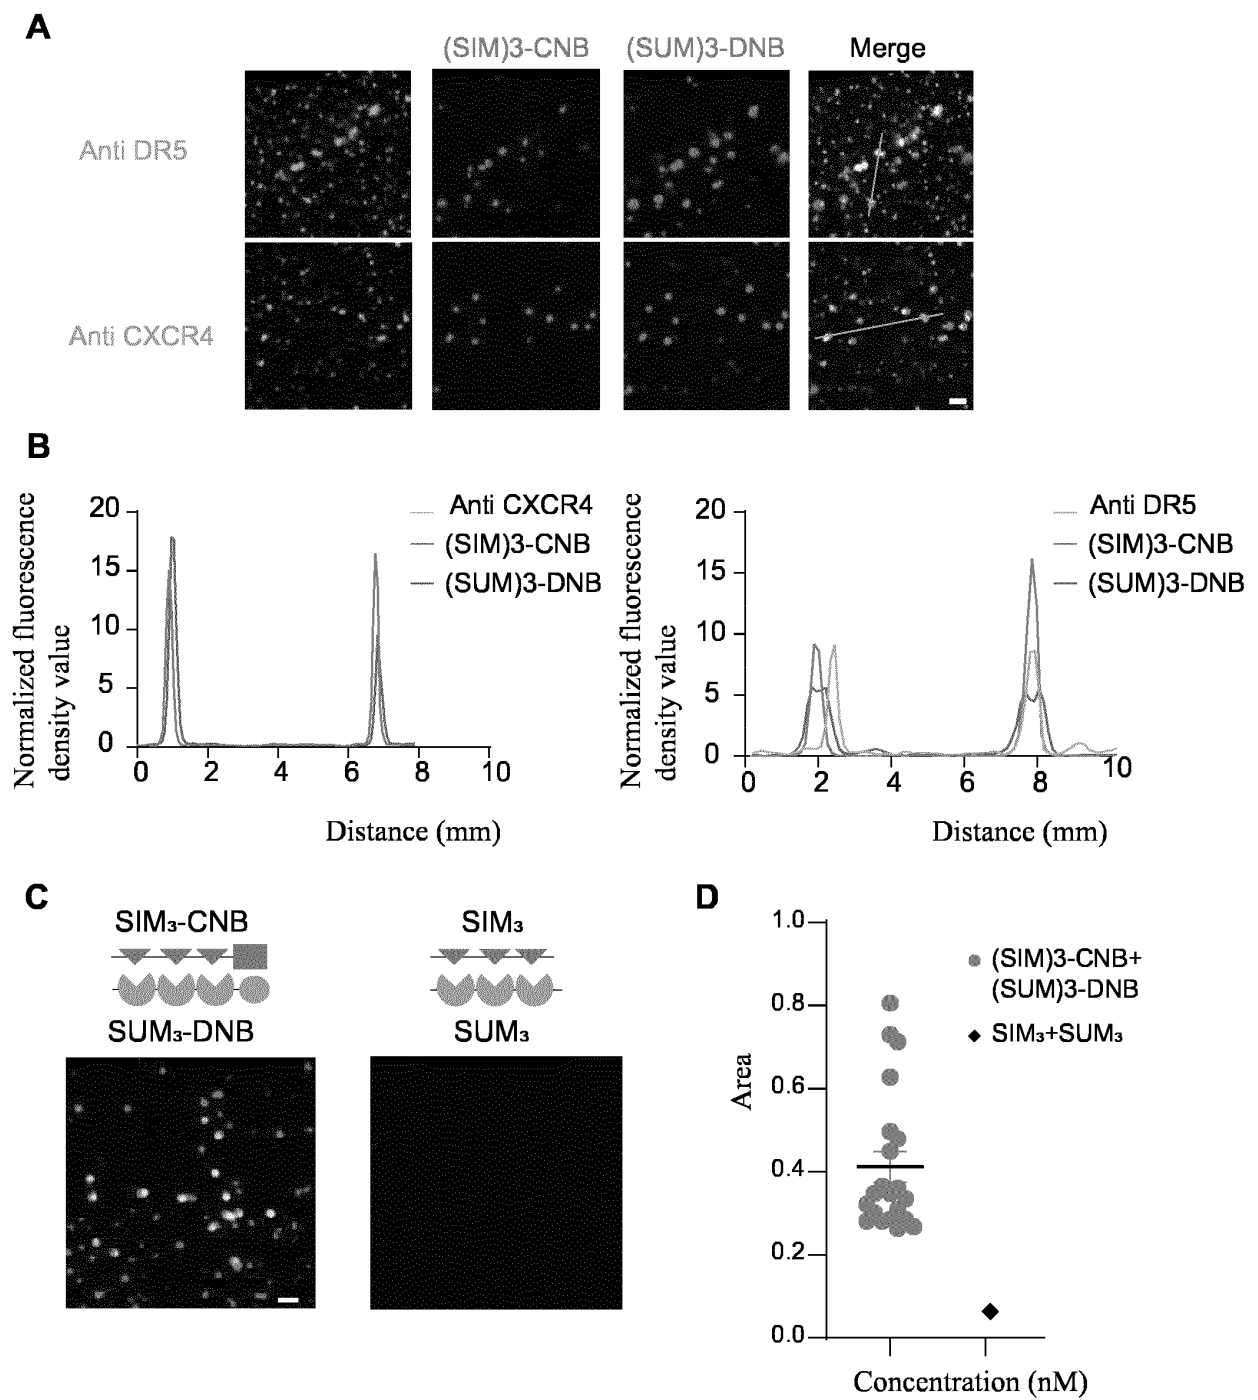 A
(SIM)3-CNB (SUM)3-DNB Merge
Anti DR5
Anti CXCR4
B
Normalized fluorescence
density value
20
15
10
5
0
0 2 4 6 8 10
Distance (mm)
Anti CXCR4
(SIM)3-CNB
(SUM)3-DNB
Normalized fluorescence
density value
20
15
10
5
0
0 2 4 6 8 10
Distance (mm)
Anti DR5
(SIM)3-CNB
(SUM)3-DNB
C
SIM₃-CNB
SUM₃-DNB
SIM₃
SUM₃
D
Area
1.0
0.8
0.6
0.4
0.2
0.0
(SIM)3-CNB+
(SUM)3-DNB
SIM₃+SUM₃
Concentration (nM)